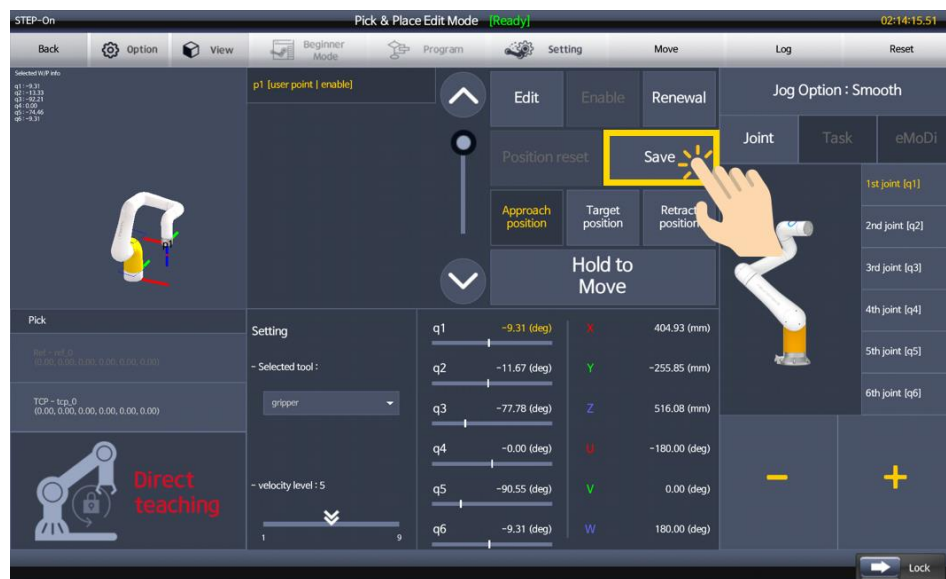 STEP-On
Pick & Place Edit Mode [Ready]
02:14:15.51
Back
Option
View
Beginner
Mode
Program
Setting
Move
Log
Reset
Selected W/P info
q1 : -9.31
q2 : -13.33
q3 : -92.21
q4 : 0.00
q5 : -74.46
q6 : -9.31
p1 [user point | enable]
Edit
Enable
Renewal
Position reset
Save
Approach
position
Target
position
Retract
position
Hold to
Move
Jog Option : Smooth
Joint
Task
eMoDi
1st joint [q1]
2nd joint [q2]
3rd joint [q3]
4th joint [q4]
5th joint [q5]
6th joint [q6]
Pick
Ref - ref_0
(0.00, 0.00, 0.00, 0.00, 0.00, 0.00)
TCP - tcp_0
(0.00, 0.00, 0.00, 0.00, 0.00, 0.00)
Direct
teaching
Setting
- Selected tool :
gripper
- velocity level : 5
1 9
q1 -9.31 (deg) X 404.93 (mm)
q2 -11.67 (deg) Y -255.85 (mm)
q3 -77.78 (deg) Z 516.08 (mm)
q4 -0.00 (deg) U -180.00 (deg)
q5 -90.55 (deg) V 0.00 (deg)
q6 -9.31 (deg) W 180.00 (deg)
-
+
Lock